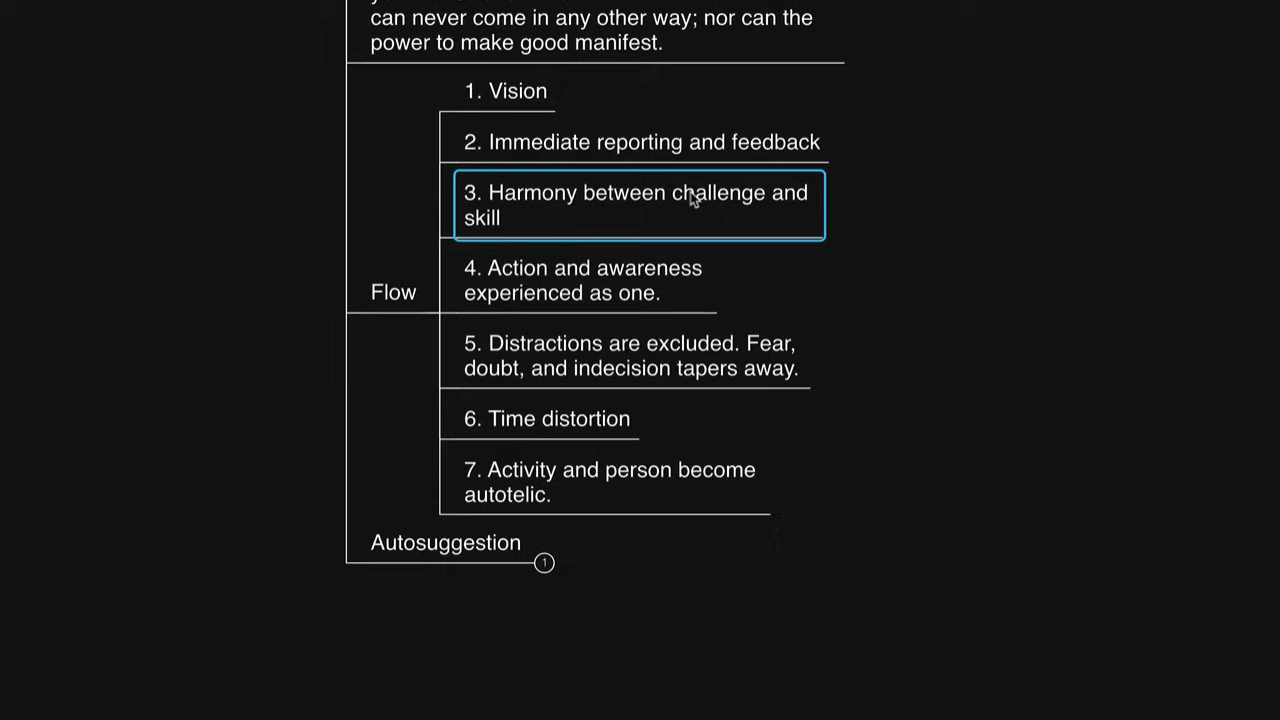 can never come in any other way; nor can the
power to make good manifest.
1. Vision
2. Immediate reporting and feedback
3. Harmony between challenge and
skill
4. Action and awareness
experienced as one.
Flow
5. Distractions are excluded. Fear,
doubt, and indecision tapers away.
6. Time distortion
7. Activity and person become
autotelic.
Autosuggestion
1